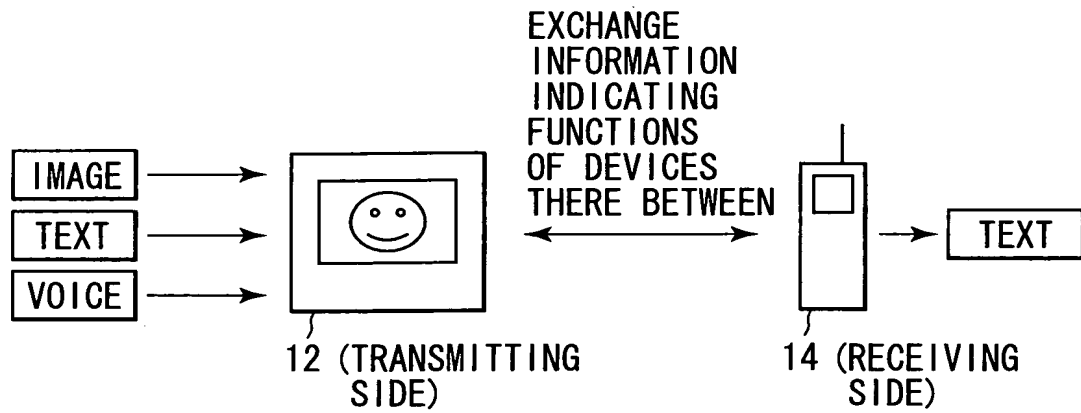 EXCHANGE
INFORMATION
INDICATING
FUNCTIONS
OF DEVICES
THERE BETWEEN
IMAGE
TEXT
VOICE
TEXT
12 (TRANSMITTING
SIDE)
14 (RECEIVING
SIDE)